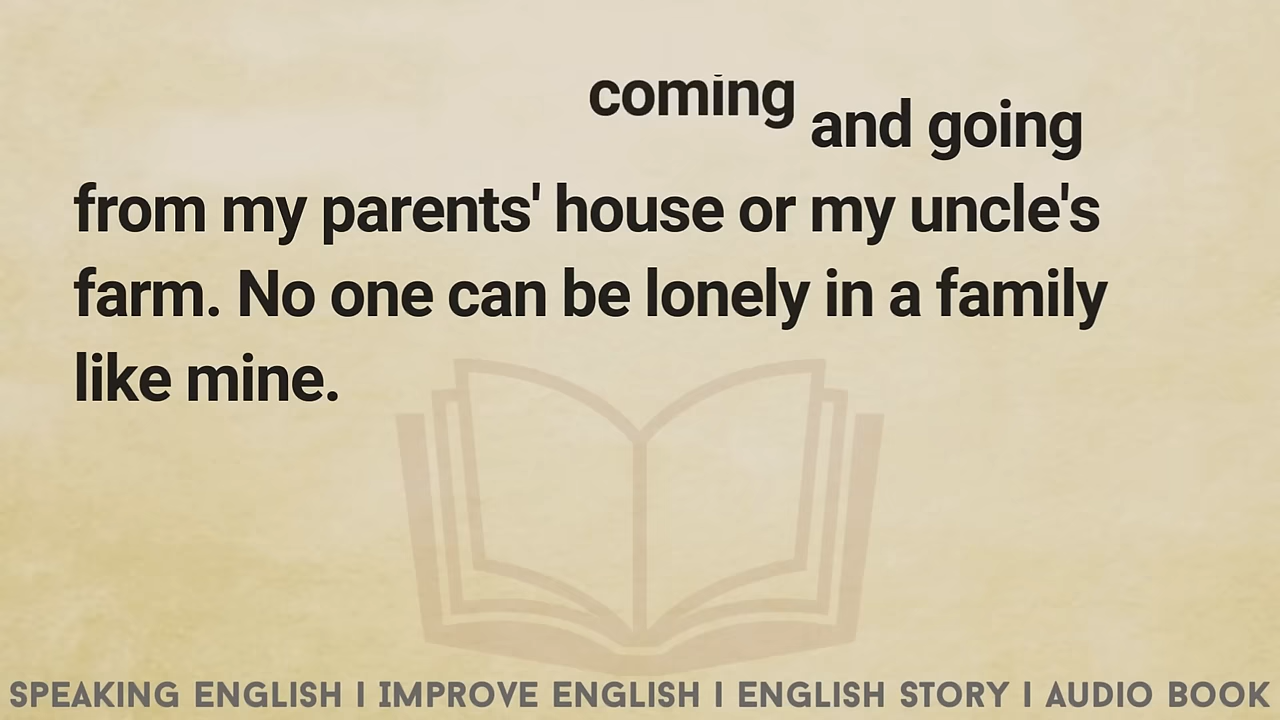 coming and going
from my parents' house or my uncle's
farm. No one can be lonely in a family
like mine.
SPEAKING ENGLISH I IMPROVE ENGLISH I ENGLISH STORY I AUDIO BOOK